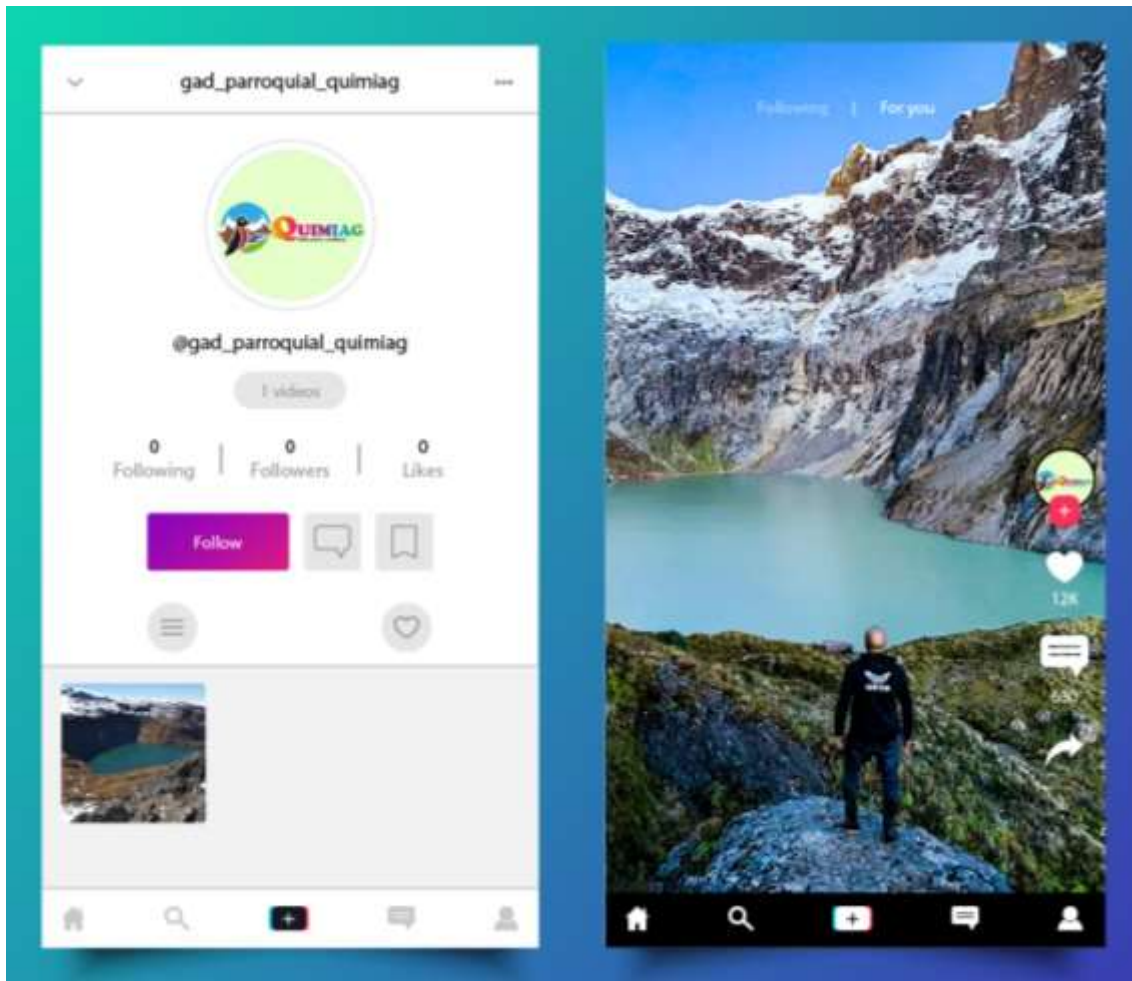 gad_parroquial_quimiag
QUIMIAG
@gad_parroquial_quimiag
1 videos
0 0 0
Following Followers Likes
Follow
Following | For you
12K